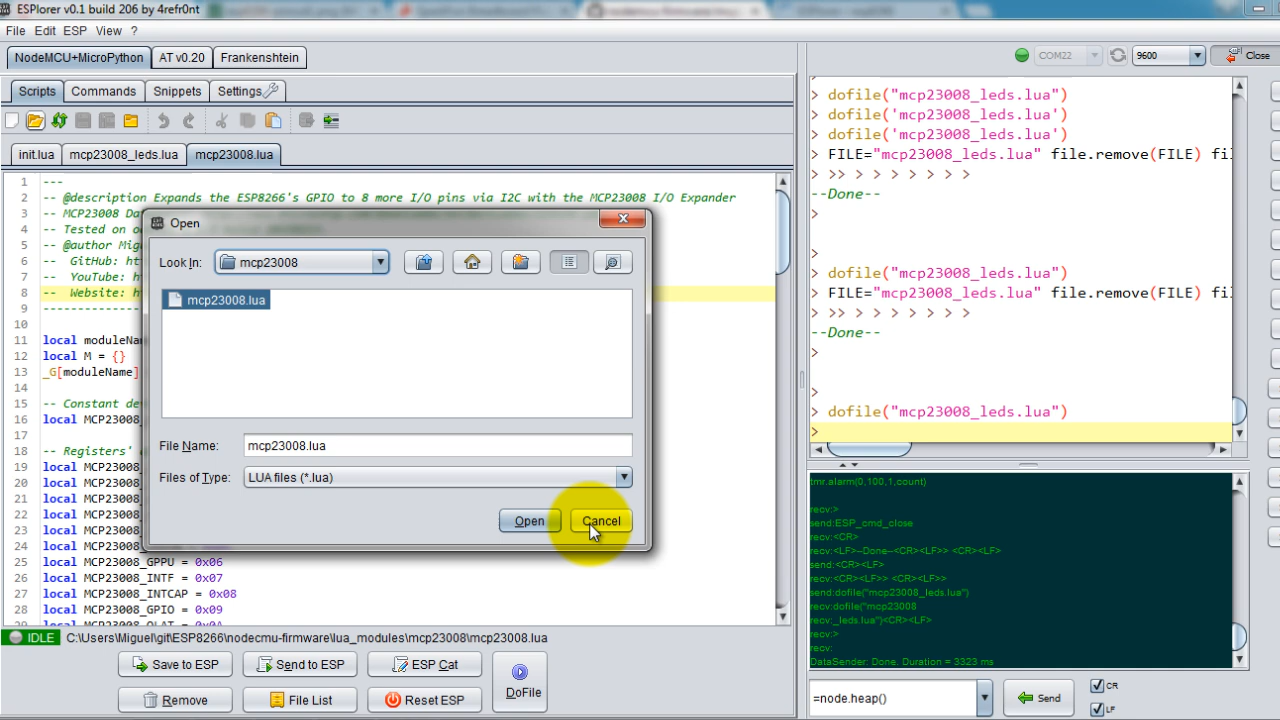 ESPlorer v0.1 build 206 by 4refr0nt
File Edit ESP View ?
NodeMCU+MicroPython AT v0.20 Frankenshtein
Scripts Commands Snippets Settings
init.lua mcp23008_leds.lua mcp23008.lua
1 ---
2 -- @description Expands the ESP8266's GPIO to 8 more I/O pins via I2C with the MCP23008 I/O Expander
3 -- MCP23008 Da
4 -- Tested on
5 -- @author Mig
6 -- GitHub: ht
7 -- YouTube: h
8 -- Website: h
9 ---------------
10
11 local moduleNam
12 local M = {}
13 _G[moduleName]
14
15 -- Constant de
16 local MCP23008
17
18 -- Registers'
19 local MCP23008
20 local MCP23008
21 local MCP23008
22 local MCP23008
23 local MCP23008
24 local MCP23008
25 local MCP23008_GPPU = 0x06
26 local MCP23008_INTF = 0x07
27 local MCP23008_INTCAP = 0x08
28 local MCP23008_GPIO = 0x09
Open
Look In: mcp23008
mcp23008.lua
File Name: mcp23008.lua
Files of Type: LUA files (*.lua)
Open Cancel
IDLE
Save to ESP Send to ESP ESP Cat
Remove File List Reset ESP DoFile
COM22 9600 Close
>
> dofile("mcp23008_leds.lua")
> dofile('mcp23008_leds.lua')
> dofile('mcp23008_leds.lua')
> FILE="mcp23008_leds.lua" file.remove(FILE) fil
> >> > > > > > > >
--Done--
>
>
> dofile("mcp23008_leds.lua")
> FILE="mcp23008_leds.lua" file.remove(FILE) fil
> >> > > > > > > >
--Done--
>
>
> dofile("mcp23008_leds.lua")
>
tmr.alarm(0,100,1,count)
recv:>
send:ESP_cmd_close
recv:<CR>
recv:<LF>--Done--<CR><LF>> <CR><LF>
send:<CR><LF>
recv:<CR><LF>> <CR><LF>
send:dofile("mcp23008_leds.lua")
recv:dofile("mcp23008
recv:_leds.lua")<CR><LF>
recv:>
recv:
DataSender: Done. Duration = 3323 ms
=node.heap() Send CR
LF